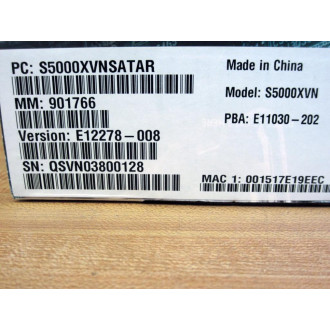 PC: S5000XVNSATAR
MM: 901766
Version: E12278-008
SN: QSVN03800128
Made in China
Model: S5000XVN
PBA: E11030-202
MAC 1: 001517E19EEC